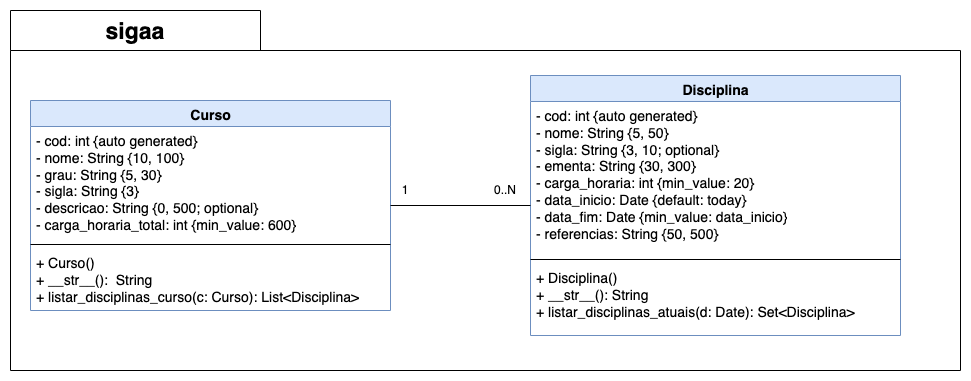 sigaa
Curso
- cod: int {auto generated}
- nome: String {10, 100}
- grau: String {5, 30}
- sigla: String {3}
- descricao: String {0, 500; optional}
- carga_horaria_total: int {min_value: 600}
+ Curso()
+ __str__():  String
+ listar_disciplinas_curso(c: Curso): List<Disciplina>
1
0..N
Disciplina
- cod: int {auto generated}
- nome: String {5, 50}
- sigla: String {3, 10; optional}
- ementa: String {30, 300}
- carga_horaria: int {min_value: 20}
- data_inicio: Date {default: today}
- data_fim: Date {min_value: data_inicio}
- referencias: String {50, 500}
+ Disciplina()
+ __str__(): String
+ listar_disciplinas_atuais(d: Date): Set<Disciplina>